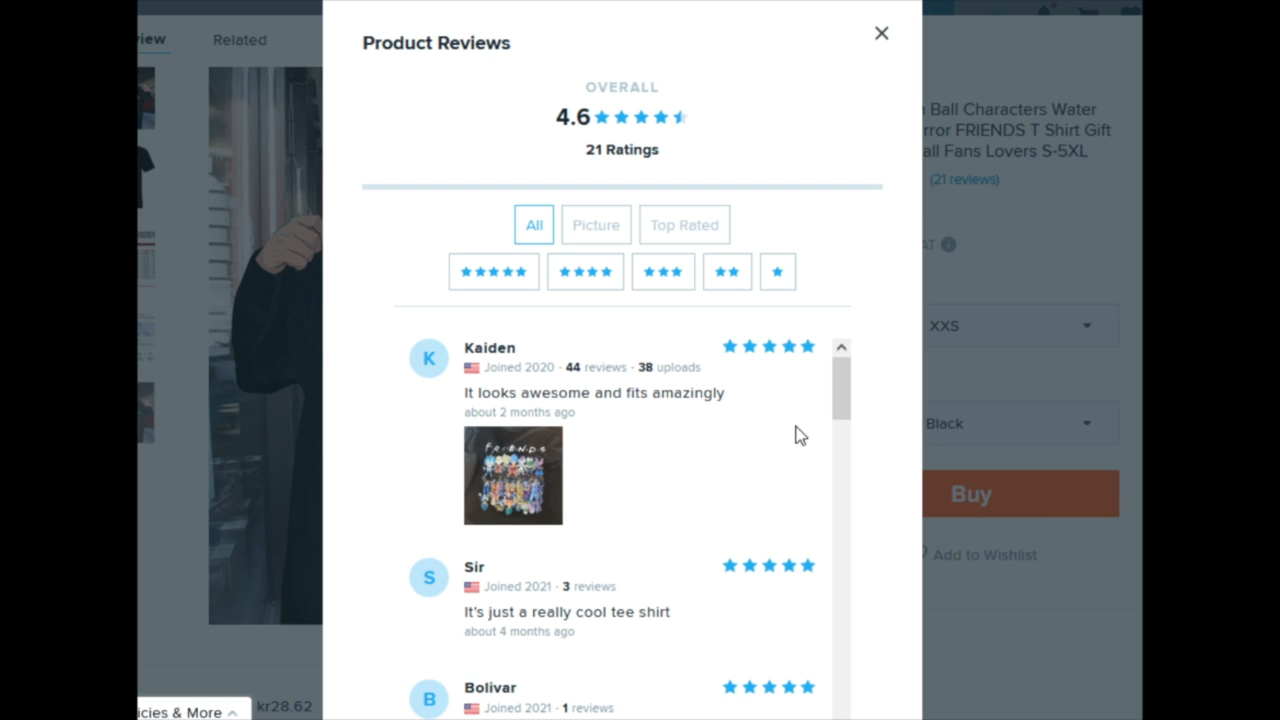 view
Related
Product Reviews
OVERALL
4.6
21 Ratings
All
Picture
Top Rated
Kaiden
Joined 2020 · 44 reviews · 38 uploads
It looks awesome and fits amazingly
about 2 months ago
FRIENDS
Sir
Joined 2021 · 3 reviews
It's just a really cool tee shirt
about 4 months ago
Bolivar
Joined 2021 · 1 reviews
Ball Characters Water
FRIENDS T Shirt Gift
Fans Lovers S-5XL
(21 reviews)
XXS
Black
Buy
Add to Wishlist
icies & More
kr28.62